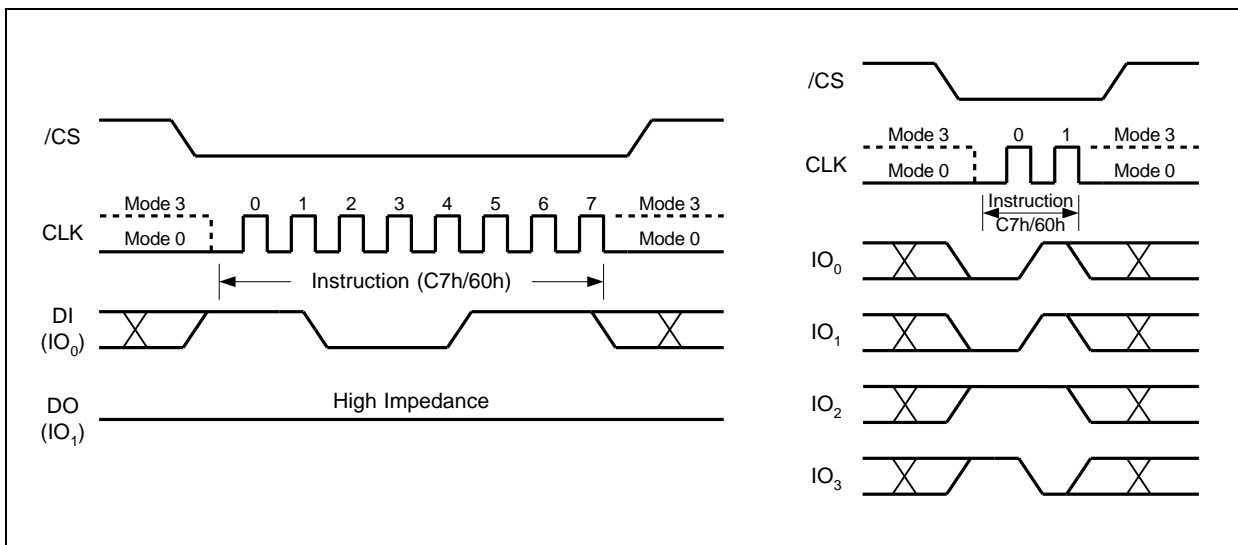 /CS
Mode 3 0 1 2 3 4 5 6 7 Mode 3
CLK Mode 0 Mode 0
Instruction (C7h/60h)
DI
(IO0)
High Impedance
DO
(IO1)
/CS
Mode 3 0 1 Mode 3
CLK Mode 0 Mode 0
Instruction
C7h/60h
IO0
IO1
IO2
IO3